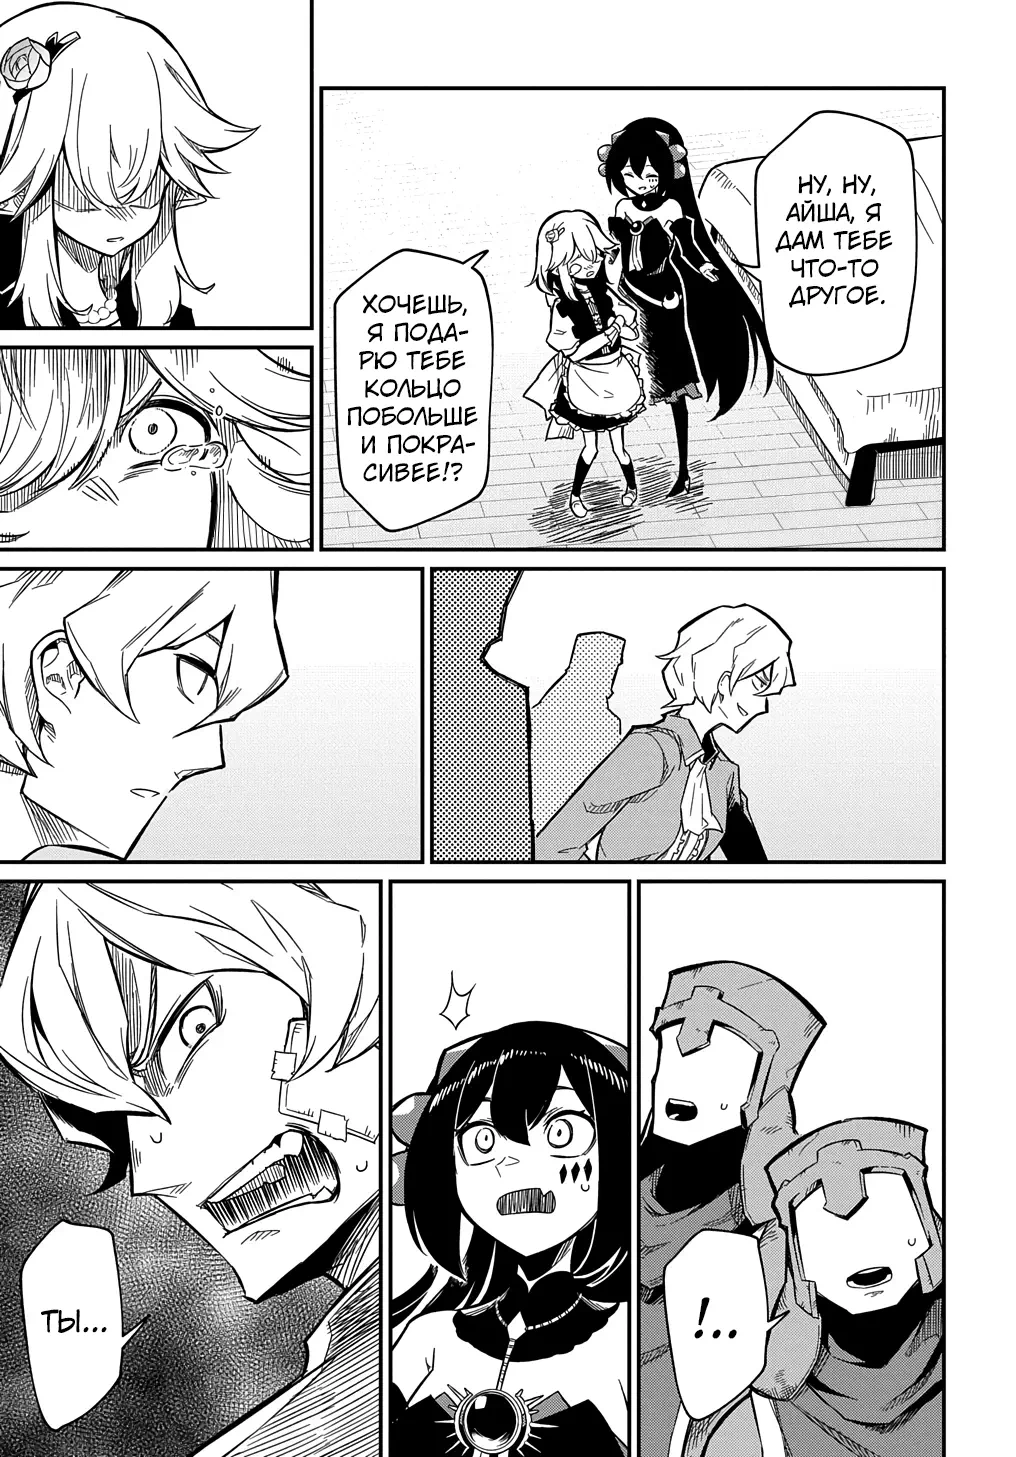 НУ, НУ,
АЙША, Я
ДАМ ТЕБЕ
ЧТО-ТО
ДРУГОЕ.
ХОЧЕШЬ,
Я ПОДА-
РЮ ТЕБЕ
КОЛЬЦО
ПОБОЛЬШЕ
И ПОКРА-
СИВЕЕ!?
!..
ТЫ...